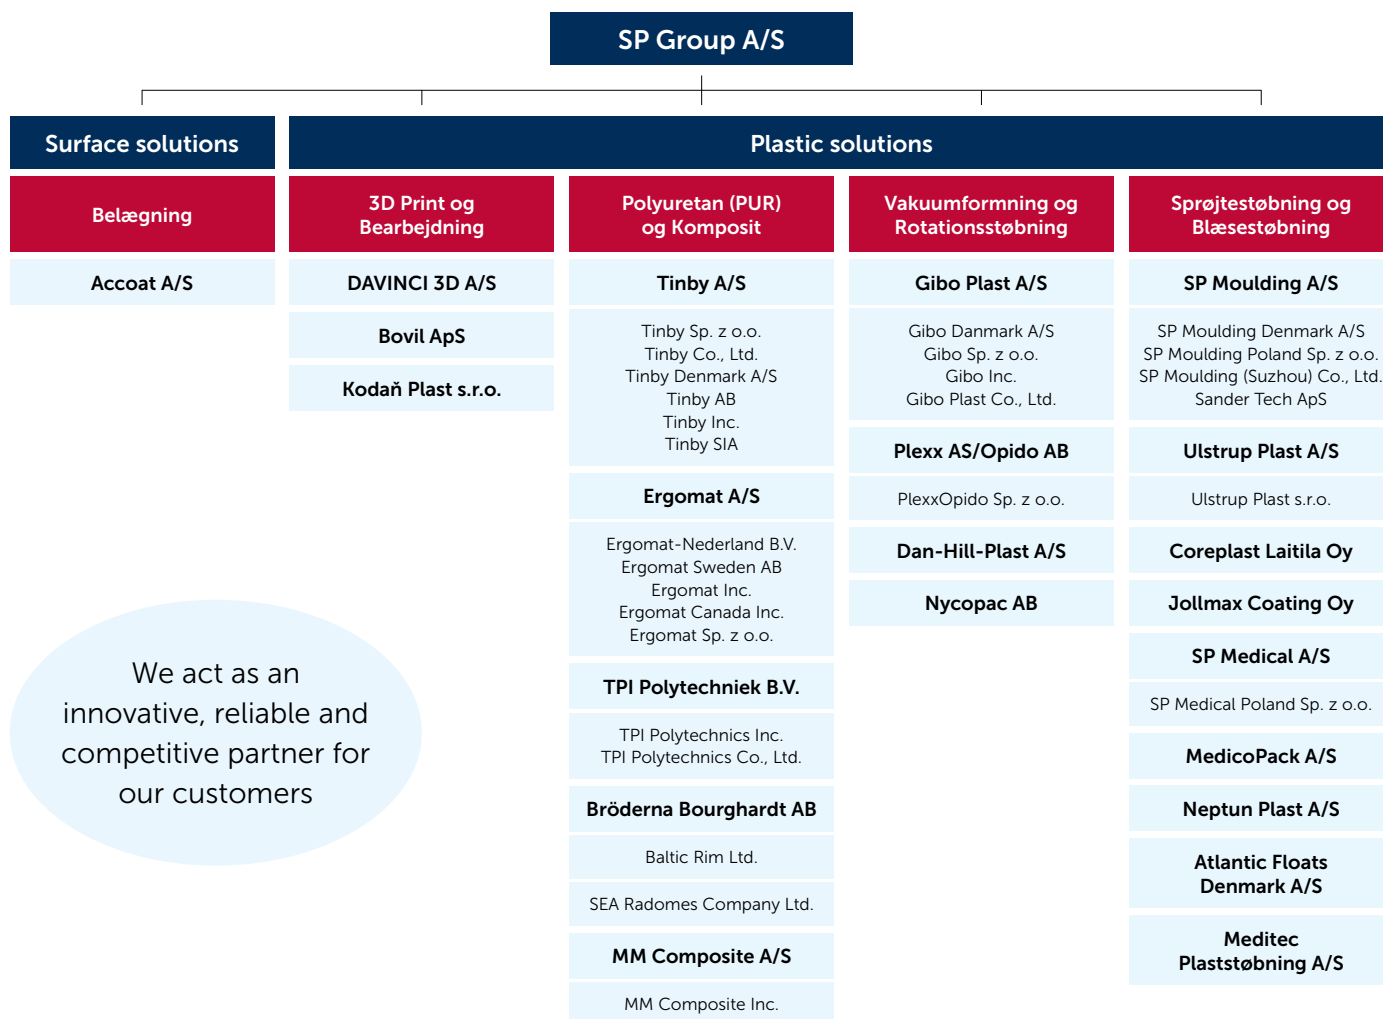 SP Group A/S
Surface solutions
Plastic solutions
Belægning
Accoat A/S
3D Print og
Bearbejdning
DAVINCI 3D A/S
Bovil ApS
Kodaň Plast s.r.o.
Polyuretan (PUR)
og Komposit
Tinby A/S
Tinby Sp. z o.o.
Tinby Co., Ltd.
Tinby Denmark A/S
Tinby AB
Tinby Inc.
Tinby SIA
Ergomat A/S
Ergomat-Nederland B.V.
Ergomat Sweden AB
Ergomat Inc.
Ergomat Canada Inc.
Ergomat Sp. z o.o.
TPI Polytechniek B.V.
TPI Polytechnics Inc.
TPI Polytechnics Co., Ltd.
Bröderna Bourghardt AB
Baltic Rim Ltd.
SEA Radomes Company Ltd.
MM Composite A/S
MM Composite Inc.
Vakuumformning og
Rotationsstøbning
Gibo Plast A/S
Gibo Danmark A/S
Gibo Sp. z o.o.
Gibo Inc.
Gibo Plast Co., Ltd.
Plexx AS/Opido AB
PlexxOpido Sp. z o.o.
Dan-Hill-Plast A/S
Nycopac AB
Sprøjtestøbning og
Blæsestøbning
SP Moulding A/S
SP Moulding Denmark A/S
SP Moulding Poland Sp. z o.o.
SP Moulding (Suzhou) Co., Ltd.
Sander Tech ApS
Ulstrup Plast A/S
Ulstrup Plast s.r.o.
Coreplast Laitila Oy
Jollmax Coating Oy
SP Medical A/S
SP Medical Poland Sp. z o.o.
MedicoPack A/S
Neptun Plast A/S
Atlantic Floats
Denmark A/S
Meditec
Plaststøbning A/S
We act as an
innovative, reliable and
competitive partner for
our customers